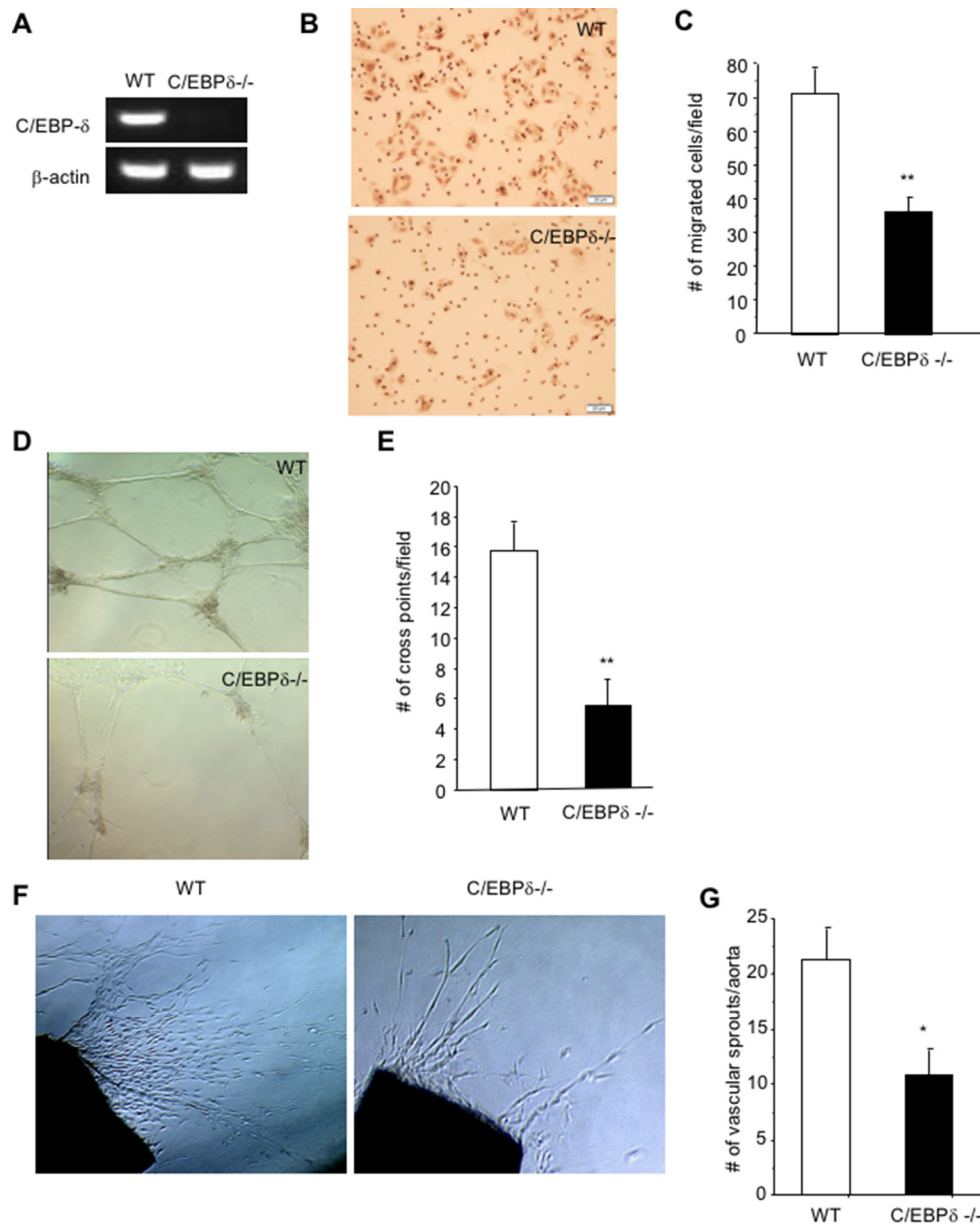 A
WT C/EBPδ-/-
C/EBP-δ
β-actin
B
WT
C/EBPδ-/-
C
# of migrated cells/field
80
70
60
50
40
30
20
10
0
**
WT C/EBPδ -/-
D
WT
C/EBPδ-/-
E
# of cross points/field
20
18
16
14
12
10
8
6
4
2
0
**
WT C/EBPδ -/-
F
WT C/EBPδ-/-
G
# of vascular sprouts/aorta
25
20
15
10
5
0
*
WT C/EBPδ -/-